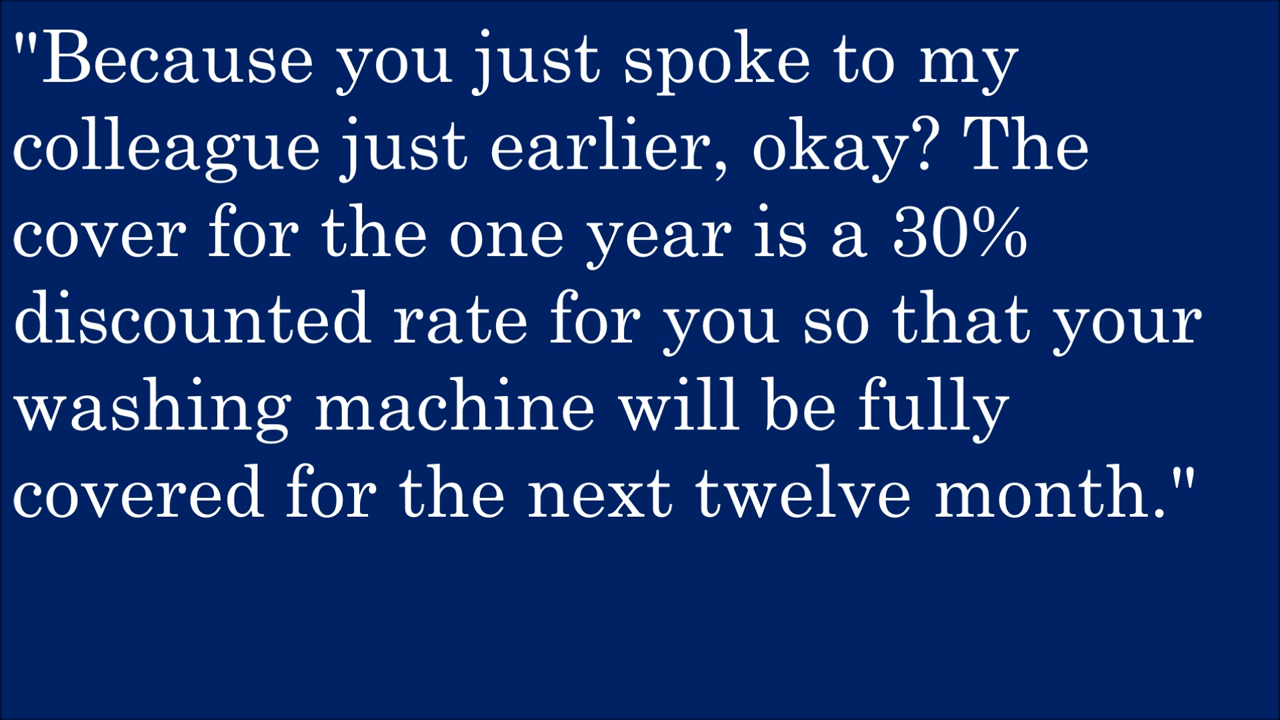 "Because you just spoke to my
colleague just earlier, okay? The
cover for the one year is a 30%
discounted rate for you so that your
washing machine will be fully
covered for the next twelve month."